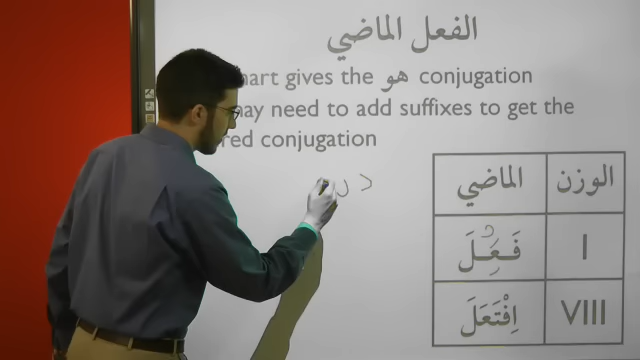 الفعل الماضي
hart gives the هو conjugation
may need to add suffixes to get the
red conjugation
الوزن الماضي
I فَعِلَ
VIII اِفْتَعَلَ